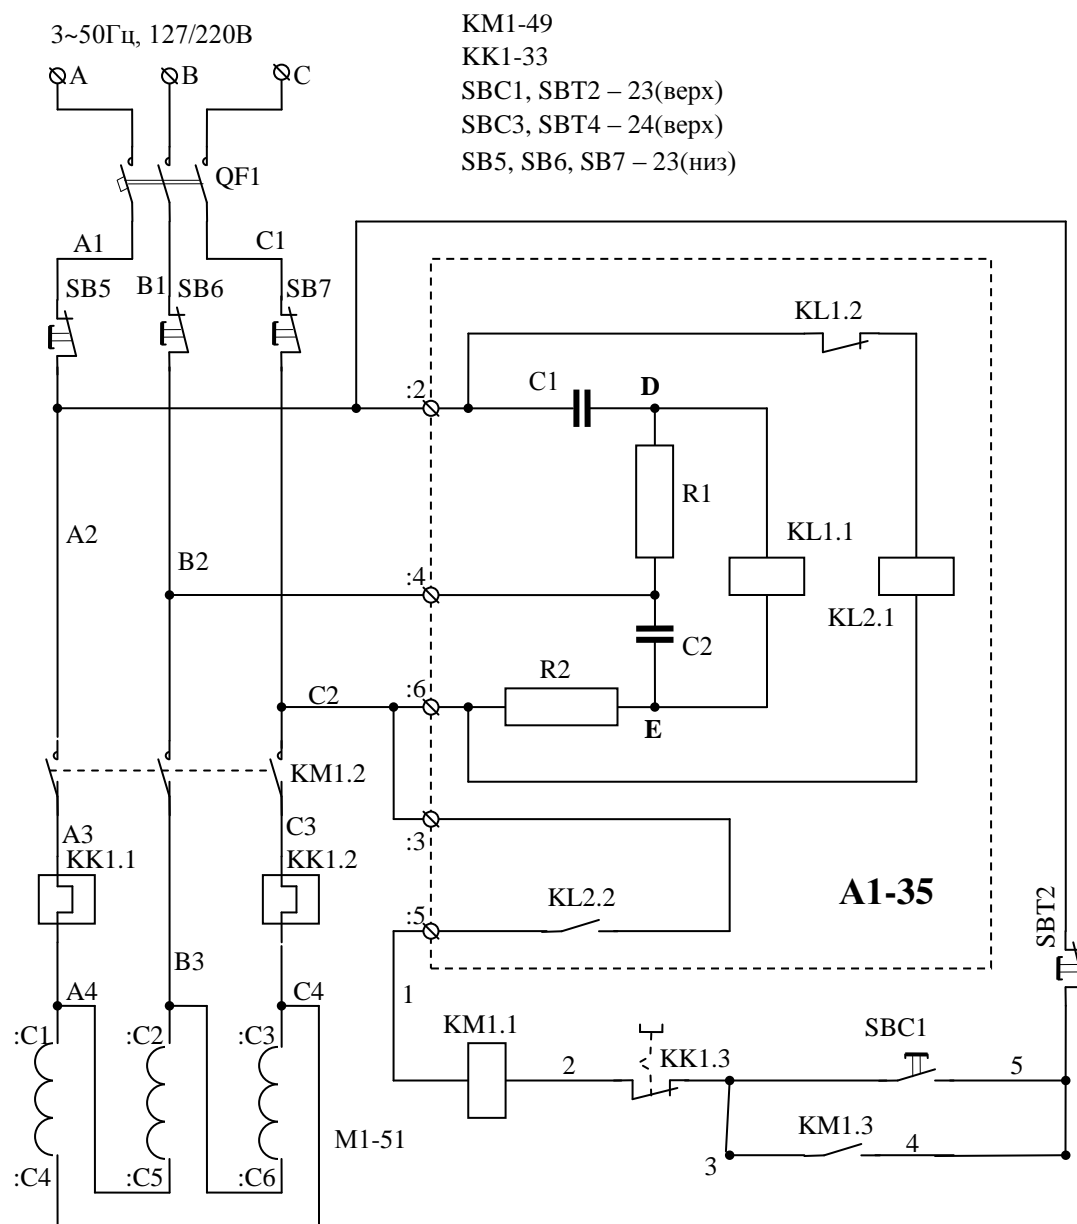 3~50Гц, 127/220В
KM1-49
KK1-33
SBC1, SBT2 – 23(верх)
SBC3, SBT4 – 24(верх)
SB5, SB6, SB7 – 23(низ)
A
B
C
QF1
A1
C1
SB5
B1
SB6
SB7
KL1.2
:2
C1
D
R1
A2
KL1.1
B2
:4
KL2.1
C2
R2
C2
:6
E
KM1.2
A3
C3
:3
KK1.1
KK1.2
A1-35
KL2.2
:5
SBT2
B3
A4
C4
1
KM1.1
SBC1
:C1
:C2
:C3
2
KK1.3
5
M1-51
KM1.3
4
3
:C4
:C5
:C6